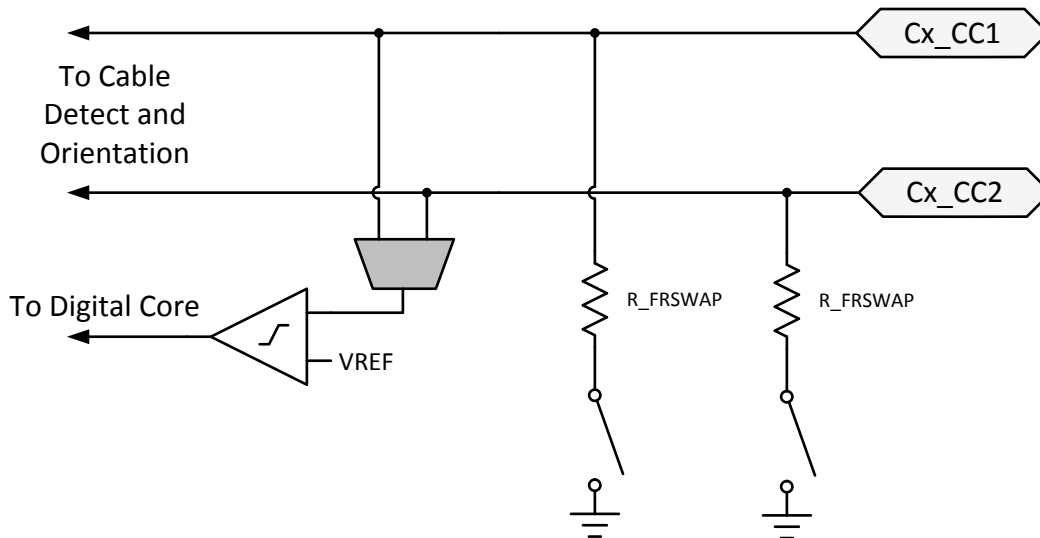 Cx_CC1
To Cable
Detect and
Orientation
Cx_CC2
To Digital Core
R_FRSWAP
R_FRSWAP
VREF